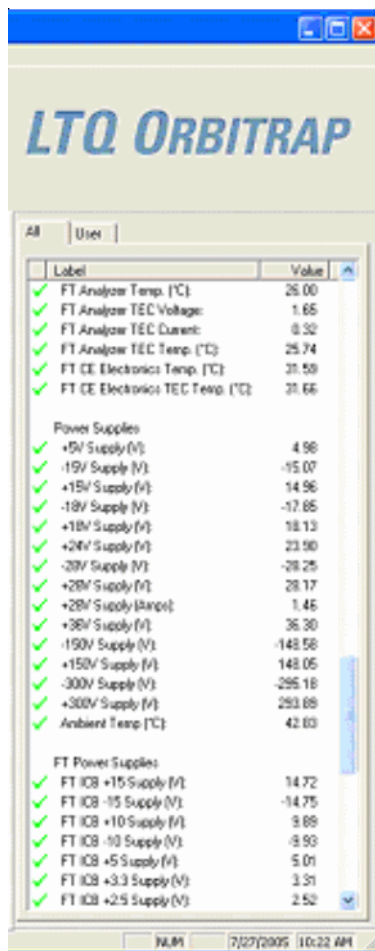 LTQ ORBITRAP
All User
Label Value
FT Analyzer Temp. (°C): 26.00
FT Analyzer TEC Voltage: 1.65
FT Analyzer TEC Current: 0.32
FT Analyzer TEC Temp. (°C): 25.74
FT CE Electronics Temp. (°C): 31.59
FT CE Electronics TEC Temp. (°C): 31.66
Power Supplies
+5V Supply (V): 4.98
-15V Supply (V): -15.07
+15V Supply (V): 14.96
-18V Supply (V): -17.85
+18V Supply (V): 18.13
+24V Supply (V): 23.90
-28V Supply (V): -28.25
+28V Supply (V): 28.17
+28V Supply (Amps): 1.46
+36V Supply (V): 36.30
-150V Supply (V): -148.58
+150V Supply (V): 148.05
-300V Supply (V): -295.18
+300V Supply (V): 293.89
Ambient Temp (°C): 42.83
FT Power Supplies
FT ICB +15 Supply (V): 14.72
FT ICB -15 Supply (V): -14.75
FT ICB +10 Supply (V): 9.89
FT ICB -10 Supply (V): -9.93
FT ICB +5 Supply (V): 5.01
FT ICB +3.3 Supply (V): 3.31
FT ICB +2.5 Supply (V): 2.52
NUM 7/27/2005 10:22 AM